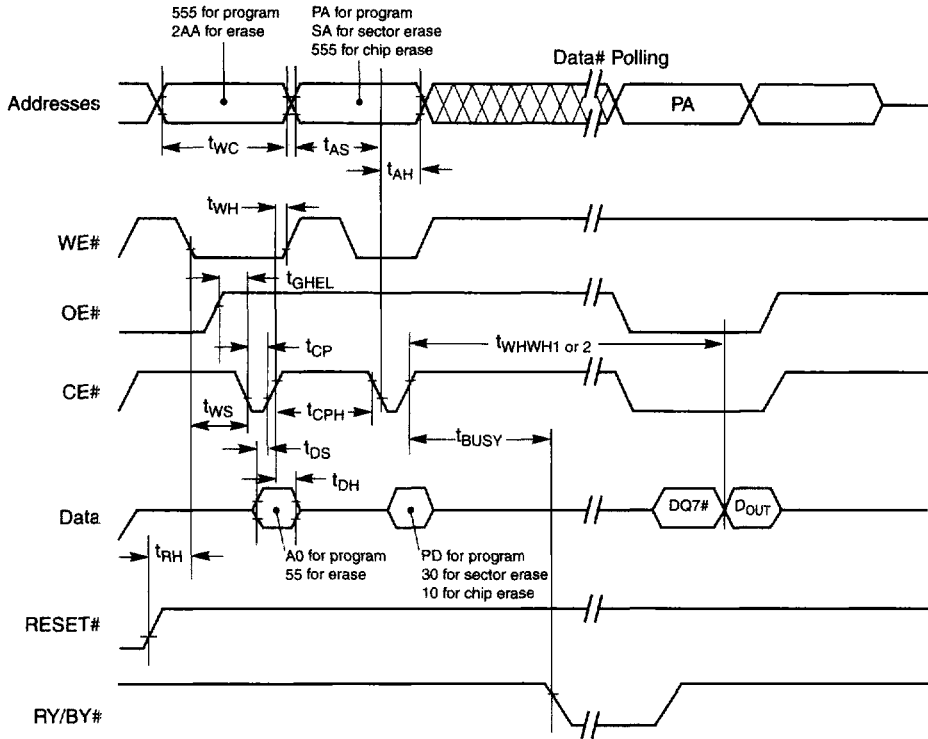 555 for program
2AA for erase
PA for program
SA for sector erase
555 for chip erase
Data# Polling
Addresses
PA
tWC
tAS
tAH
tWH
WE#
tGHEL
OE#
tWHWH1 or 2
tCP
CE#
tWS
tCPH
tBUSY
tDS
tDH
Data
DQ7#
DOUT
tRH
A0 for program
55 for erase
PD for program
30 for sector erase
10 for chip erase
RESET#
RY/BY#